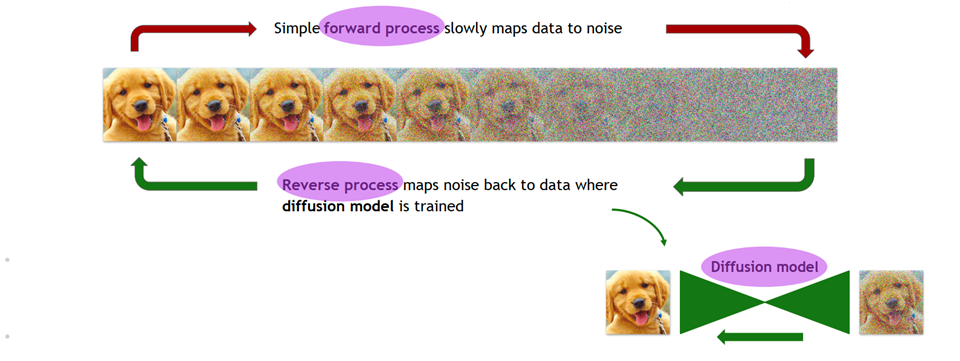 Simple forward process slowly maps data to noise
Reverse process maps noise back to data where
diffusion model is trained
Diffusion model